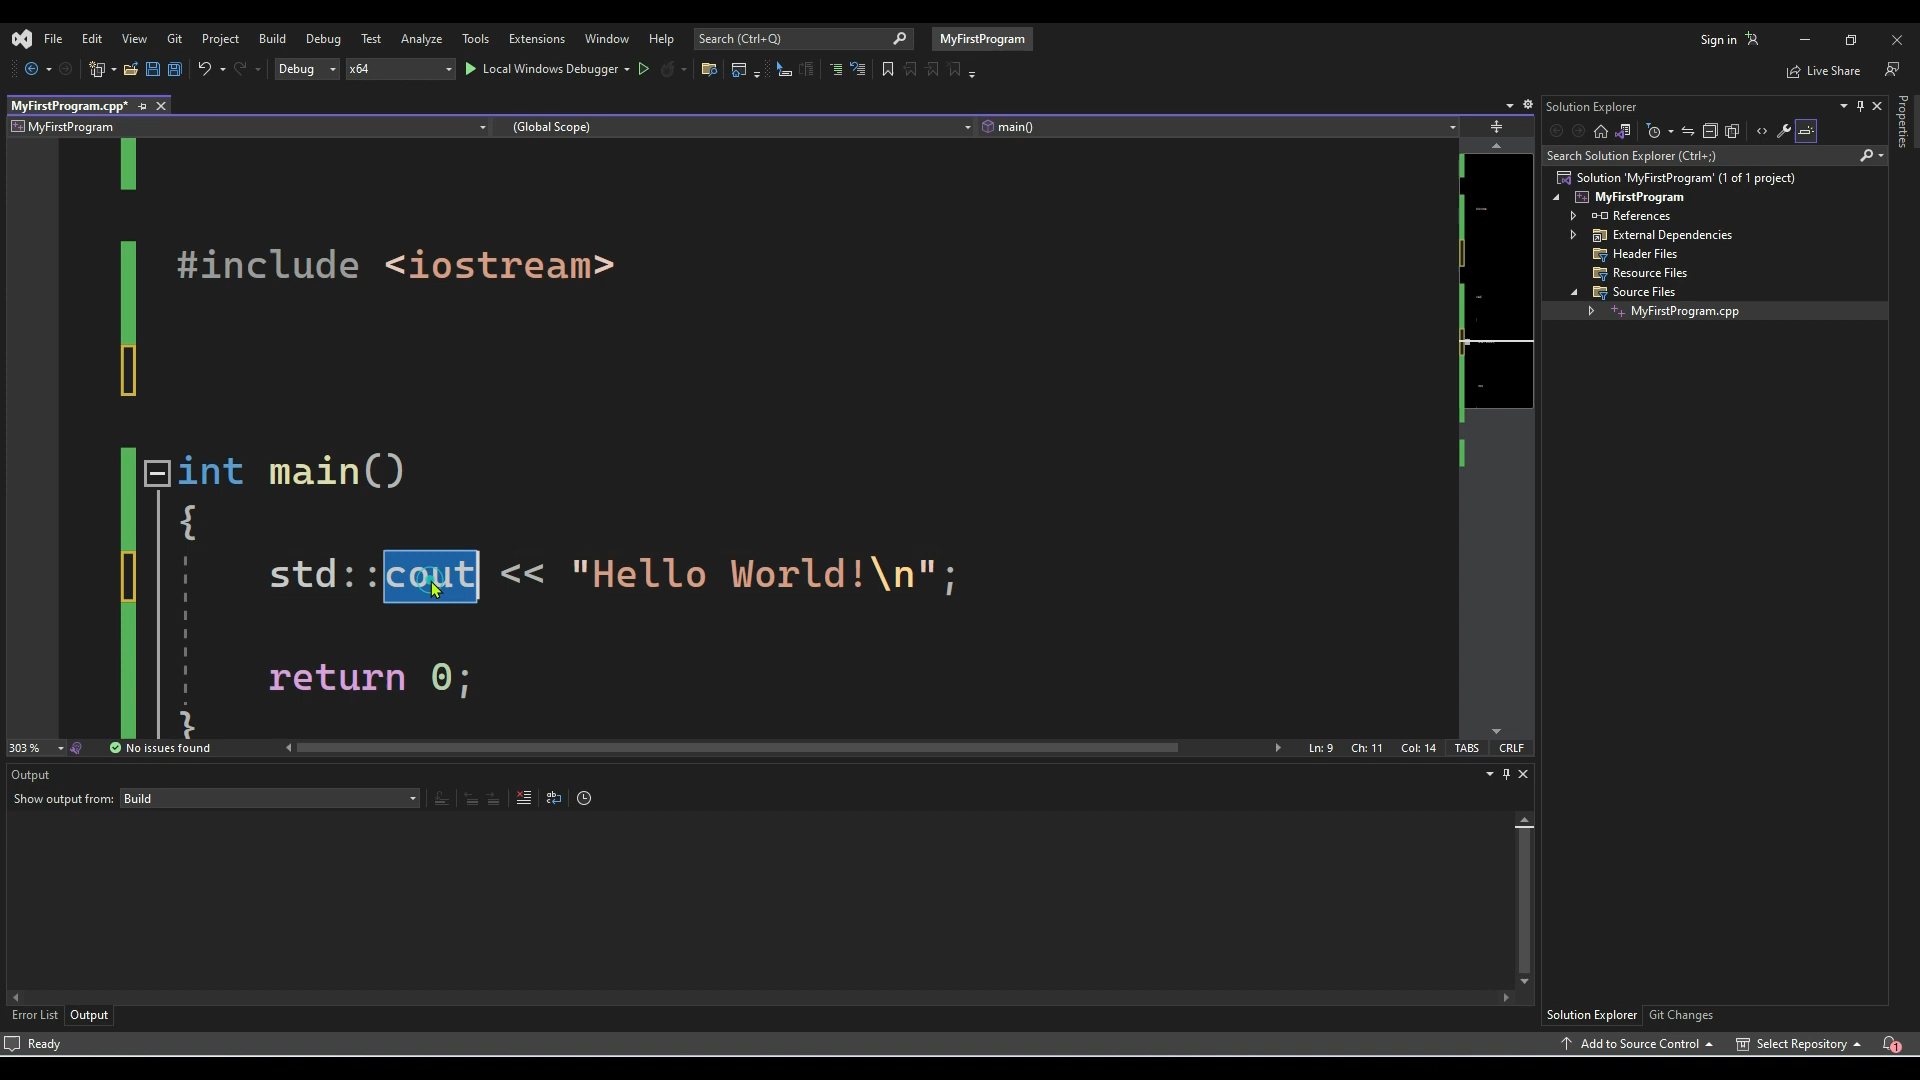 File Edit View Git Project Build Debug Test Analyze Tools Extensions Window Help Search (Ctrl+Q) MyFirstProgram Sign in
Debug x64 Local Windows Debugger Live Share
MyFirstProgram.cpp*
MyFirstProgram (Global Scope) main()
#include <iostream>
int main()
{
std::cout << "Hello World!\n";
return 0;
}
303 % No issues found Ln: 9 Ch: 11 Col: 14 TABS CRLF
Output
Show output from: Build
Error List Output
Solution Explorer
Search Solution Explorer (Ctrl+;)
Solution 'MyFirstProgram' (1 of 1 project)
MyFirstProgram
References
External Dependencies
Header Files
Resource Files
Source Files
MyFirstProgram.cpp
Solution Explorer Git Changes
Properties
Ready Add to Source Control Select Repository 1